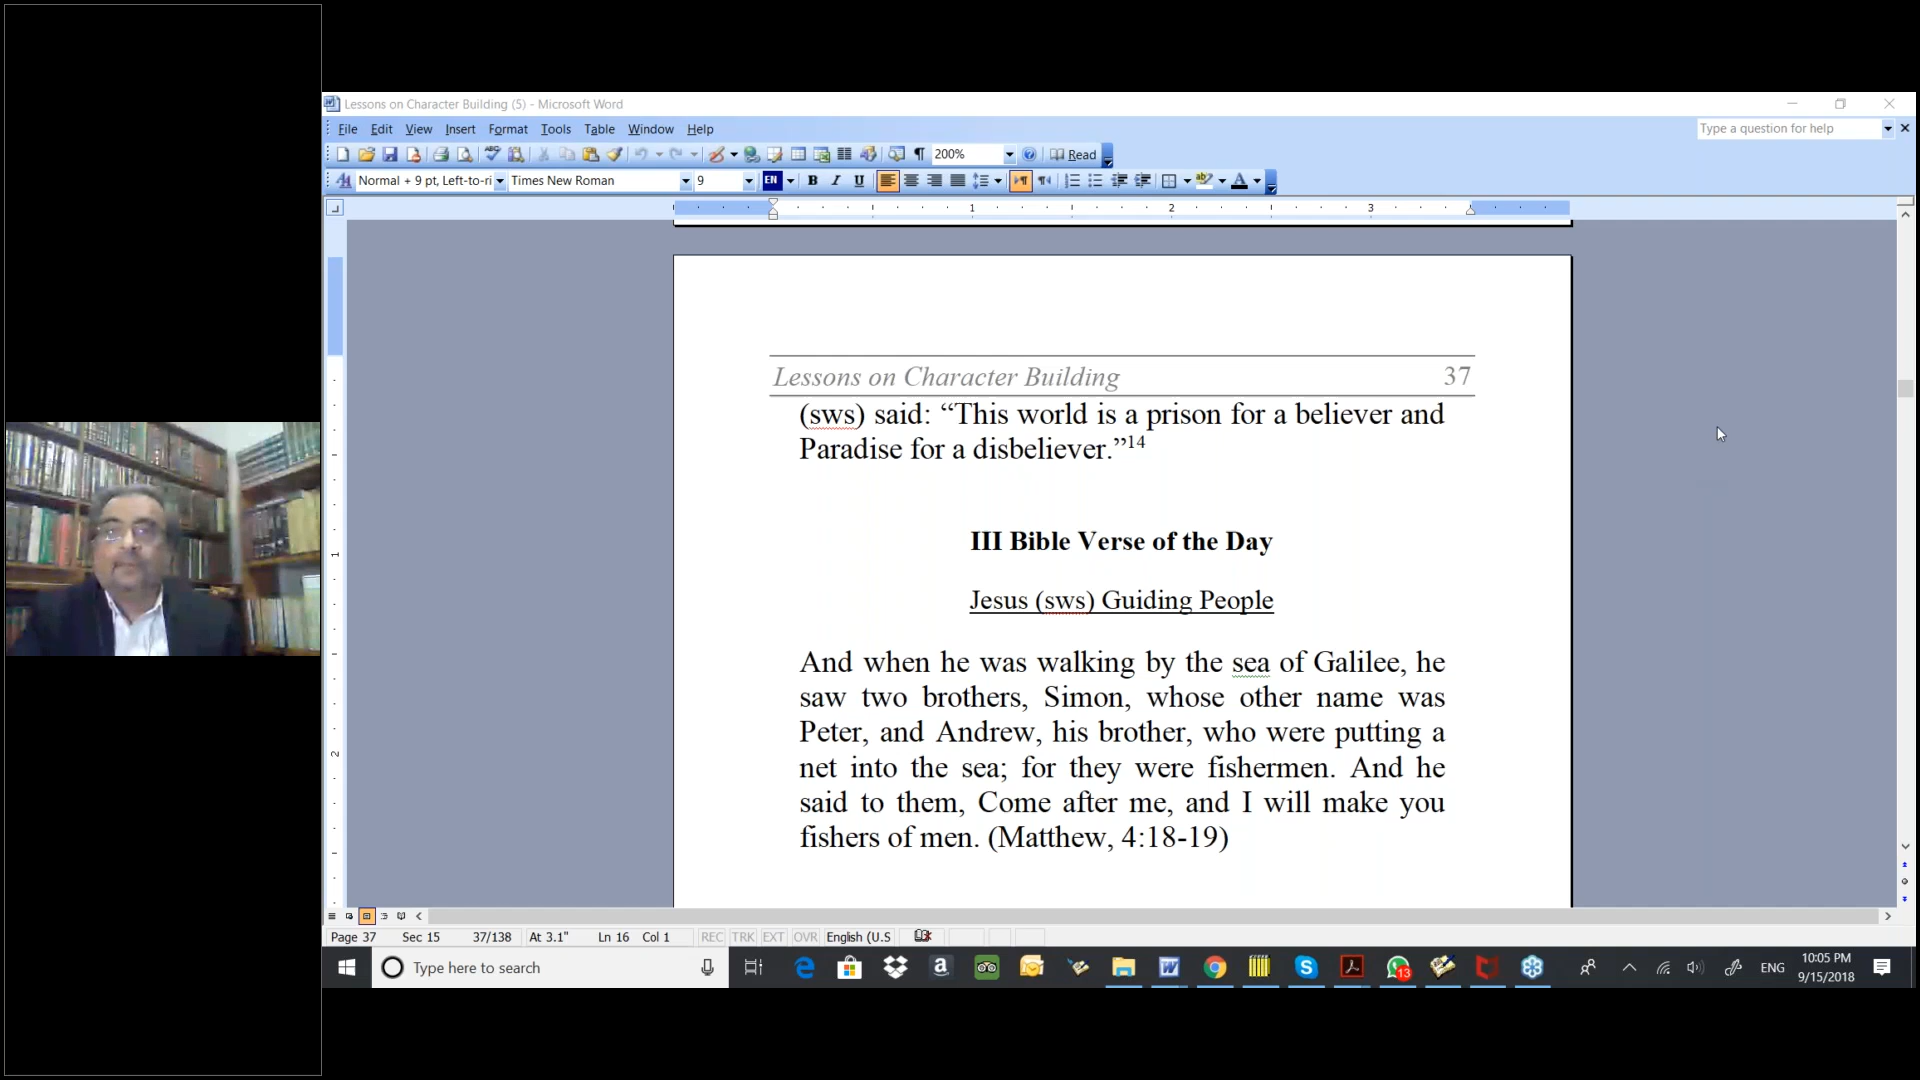 Lessons on Character Building (5) - Microsoft Word
File Edit View Insert Format Tools Table Window Help
Type a question for help
200%
Read
Normal + 9 pt, Left-to-ri
Times New Roman
9
EN
B I U
1 2 3
Lessons on Character Building 37
(sws) said: “This world is a prison for a believer and
Paradise for a disbeliever.”14
III Bible Verse of the Day
Jesus (sws) Guiding People
And when he was walking by the sea of Galilee, he
saw two brothers, Simon, whose other name was
Peter, and Andrew, his brother, who were putting a
net into the sea; for they were fishermen. And he
said to them, Come after me, and I will make you
fishers of men. (Matthew, 4:18-19)
1
2
Page 37 Sec 15 37/138 At 3.1" Ln 16 Col 1 REC TRK EXT OVR English (U.S
Type here to search
13
ENG
10:05 PM
9/15/2018